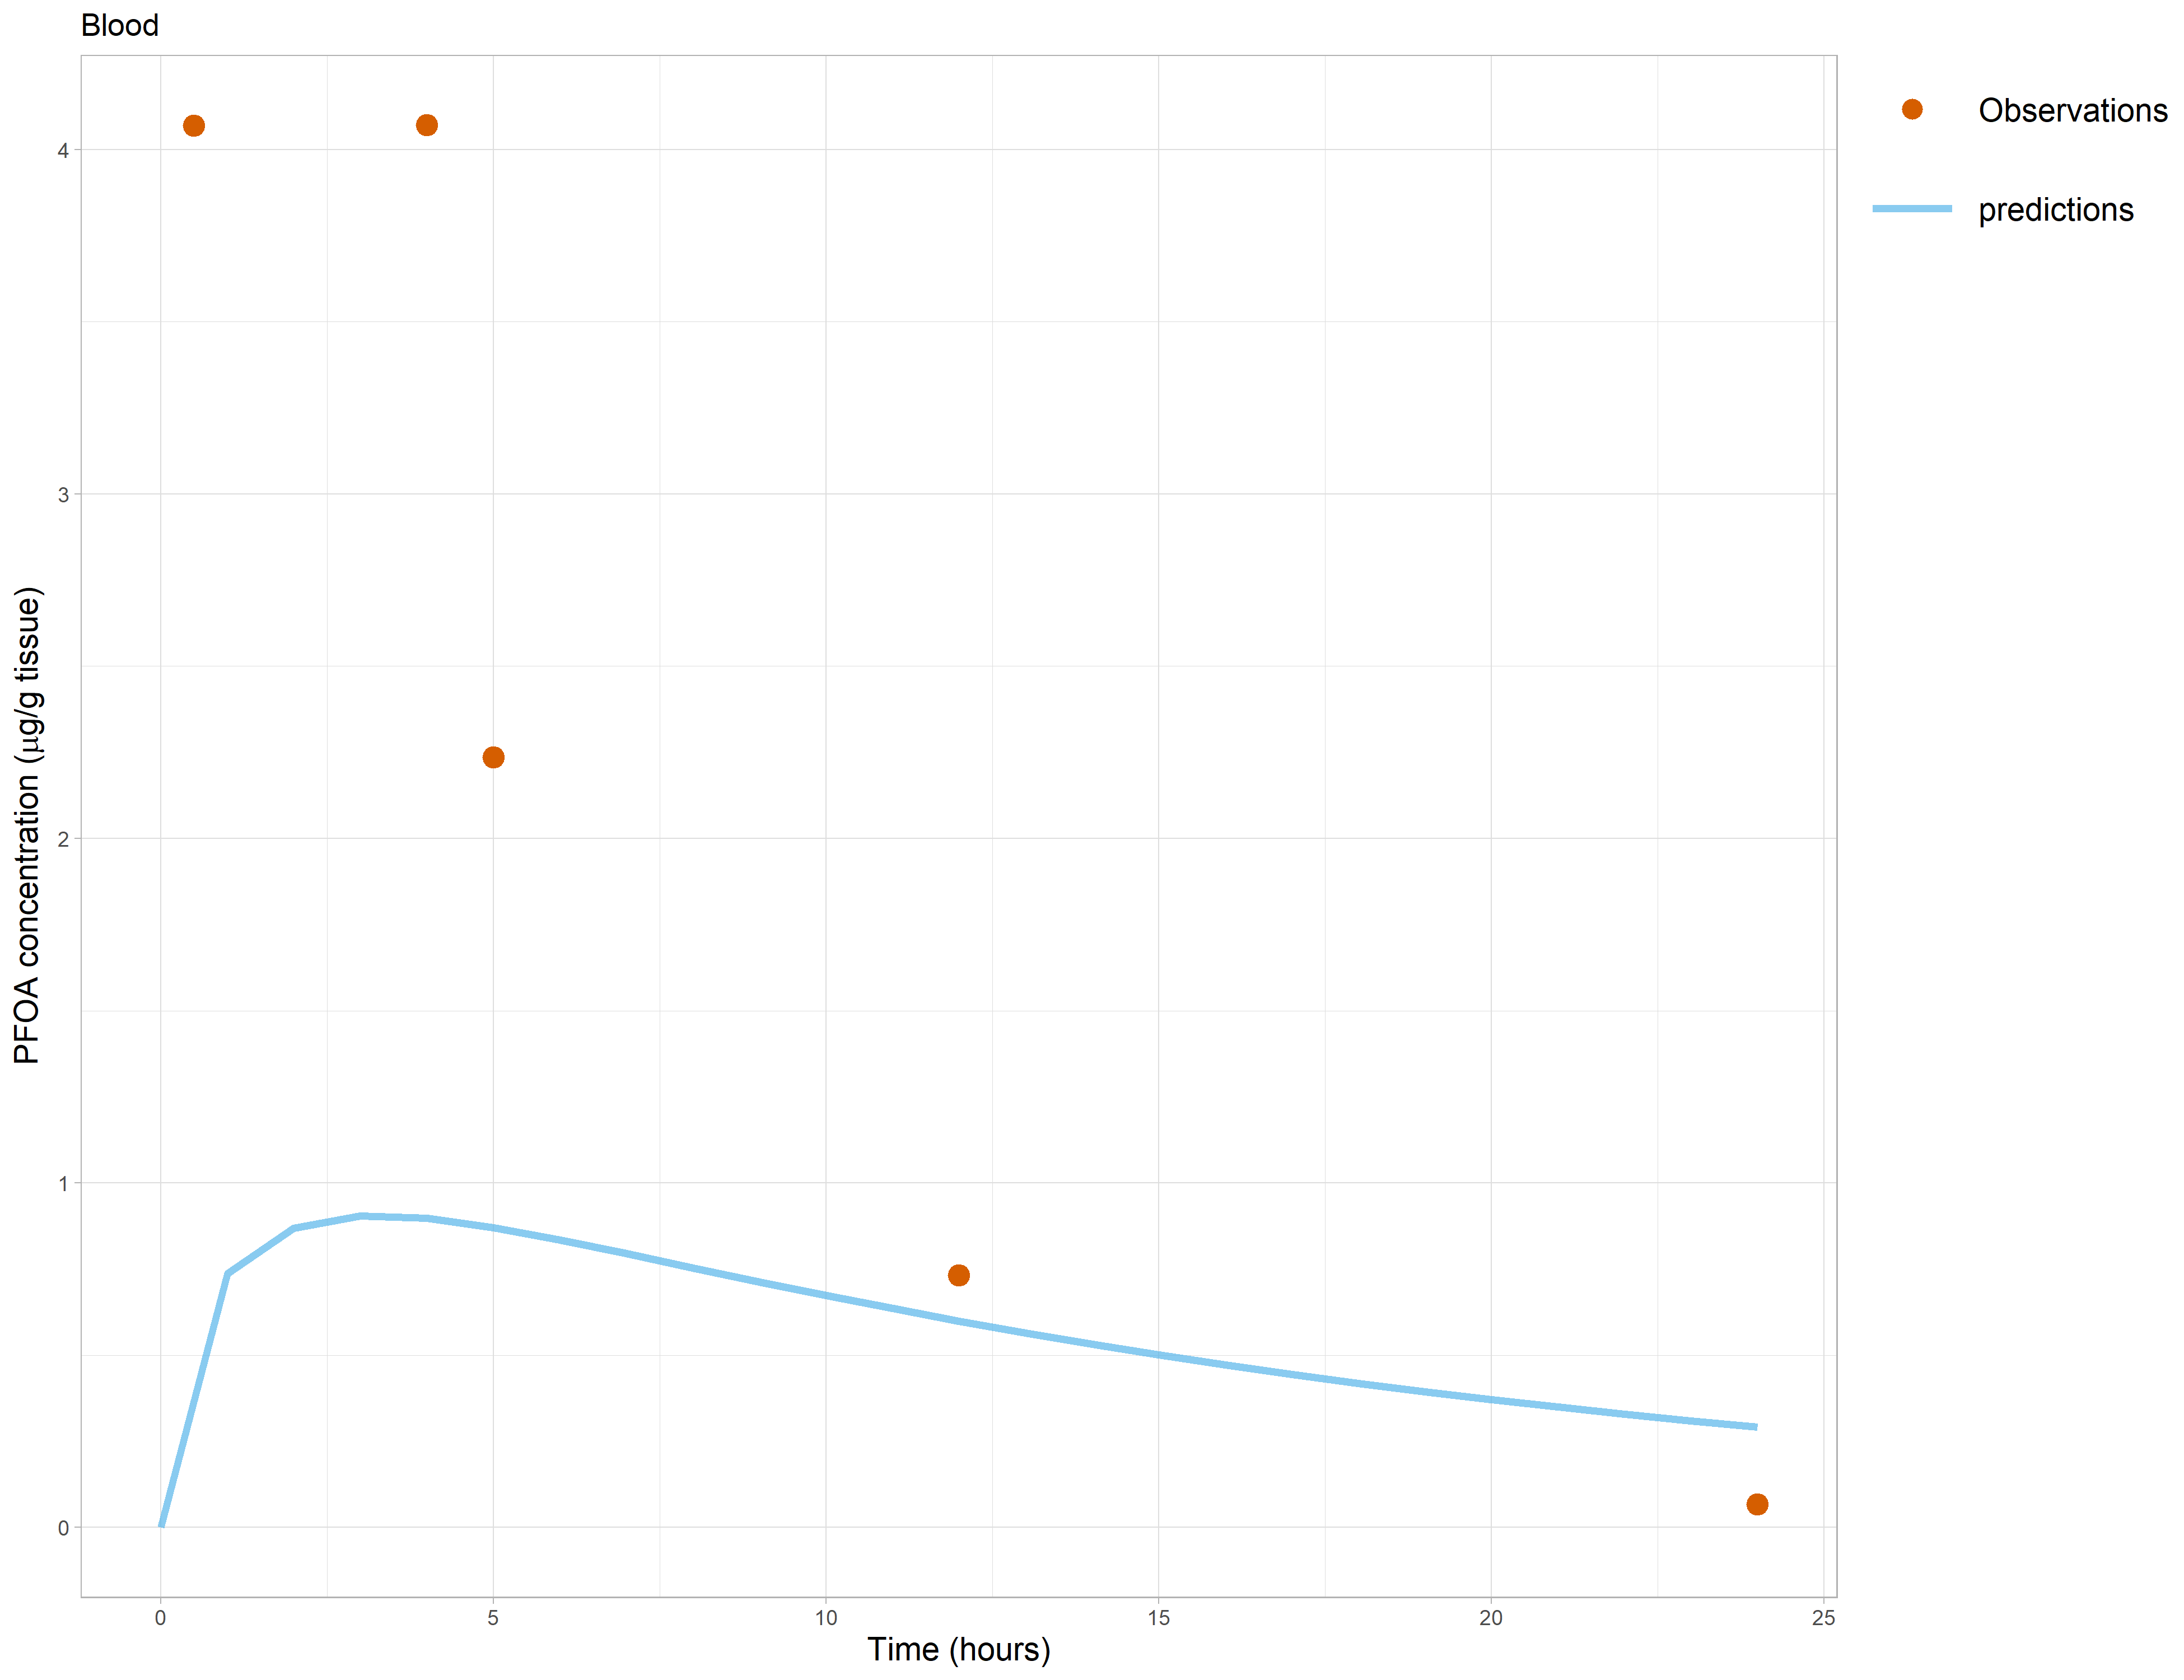 Blood
Observations
predictions
4
3
2
1
0
PFOA concentration (μg/g tissue)
0 5 10 15 20 25
Time (hours)